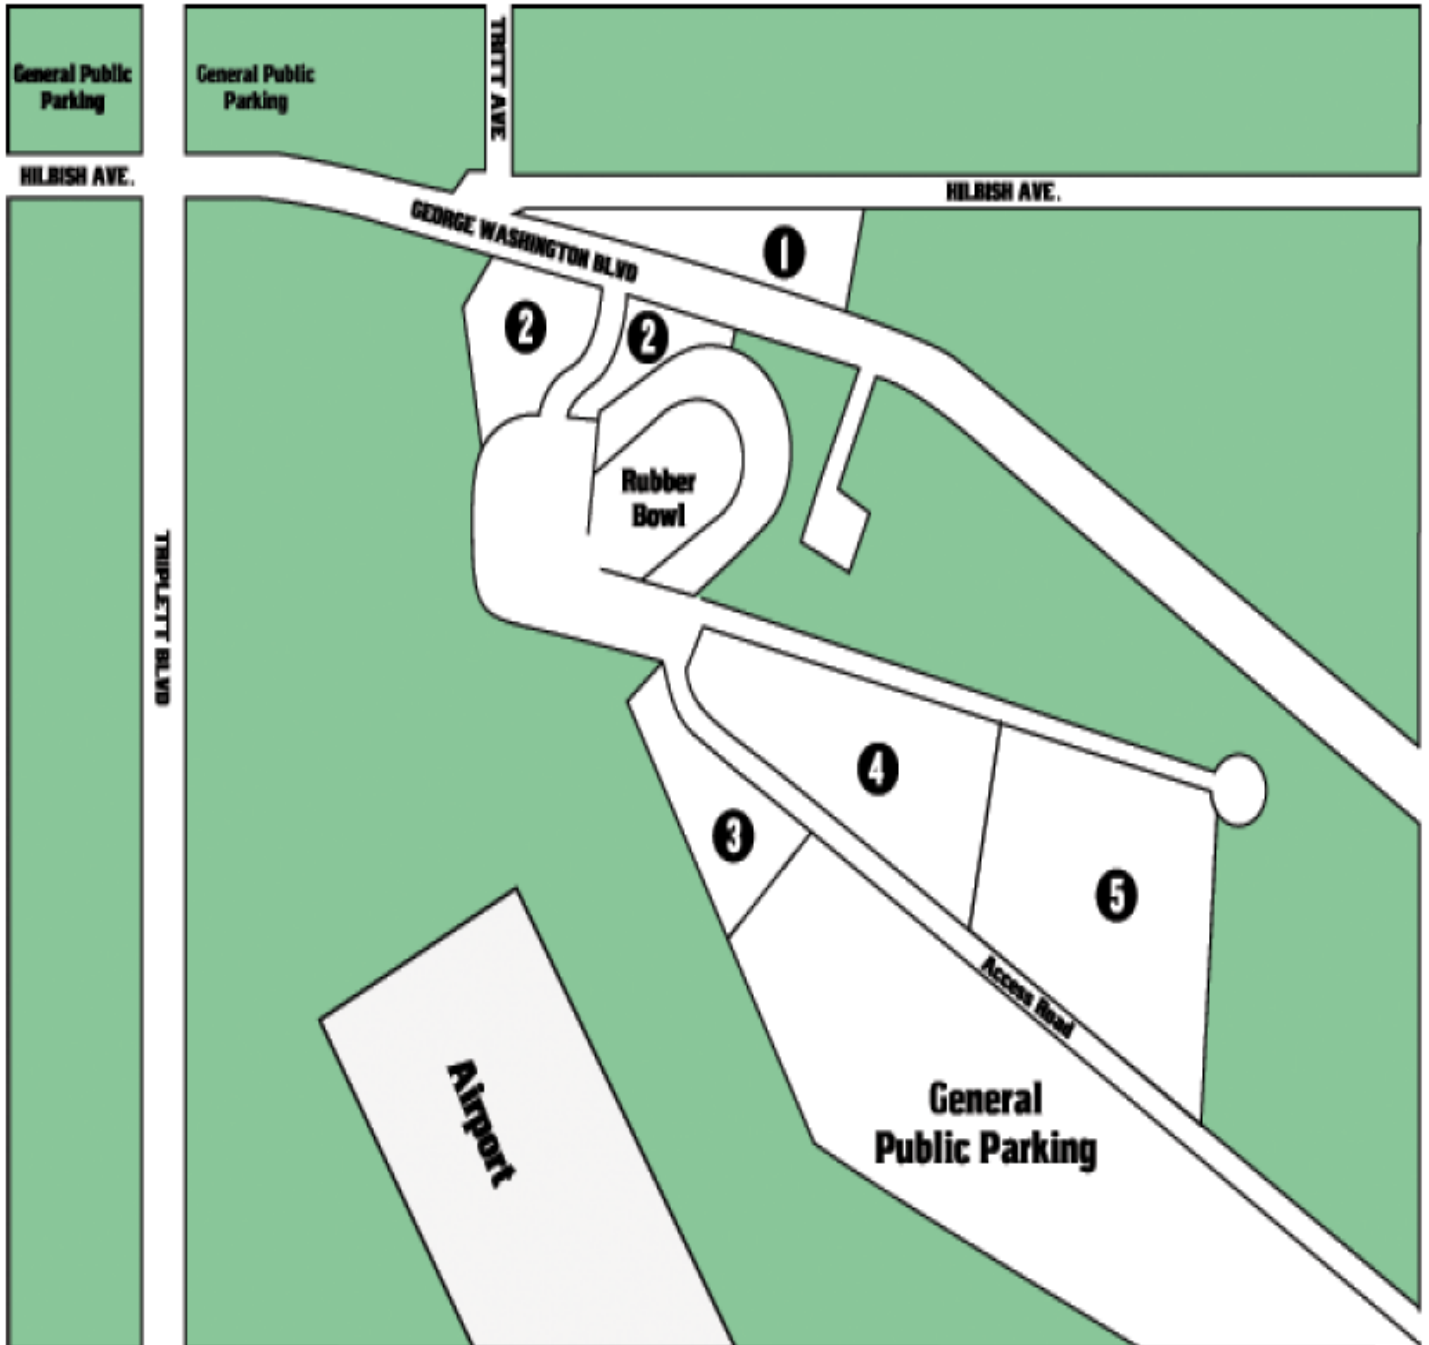 General Public
Parking
General Public
Parking
TRITT AVE
HILBISH AVE.
HILBISH AVE.
GEORGE WASHINGTON BLVD
1
2
2
Rubber
Bowl
TRIPLETT BLVD
4
3
5
Access Road
Airport
General
Public Parking